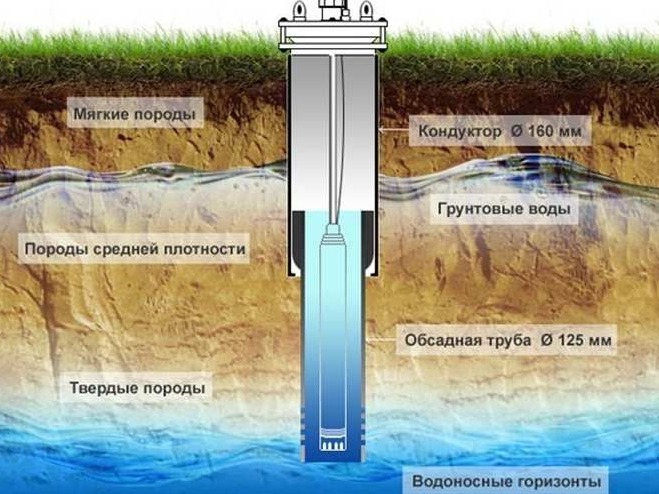 Мягкие породы
Кондуктор Ø 160 мм
Грунтовые воды
Породы средней плотности
Обсадная труба Ø 125 мм
Твердые породы
Водоносные горизонты